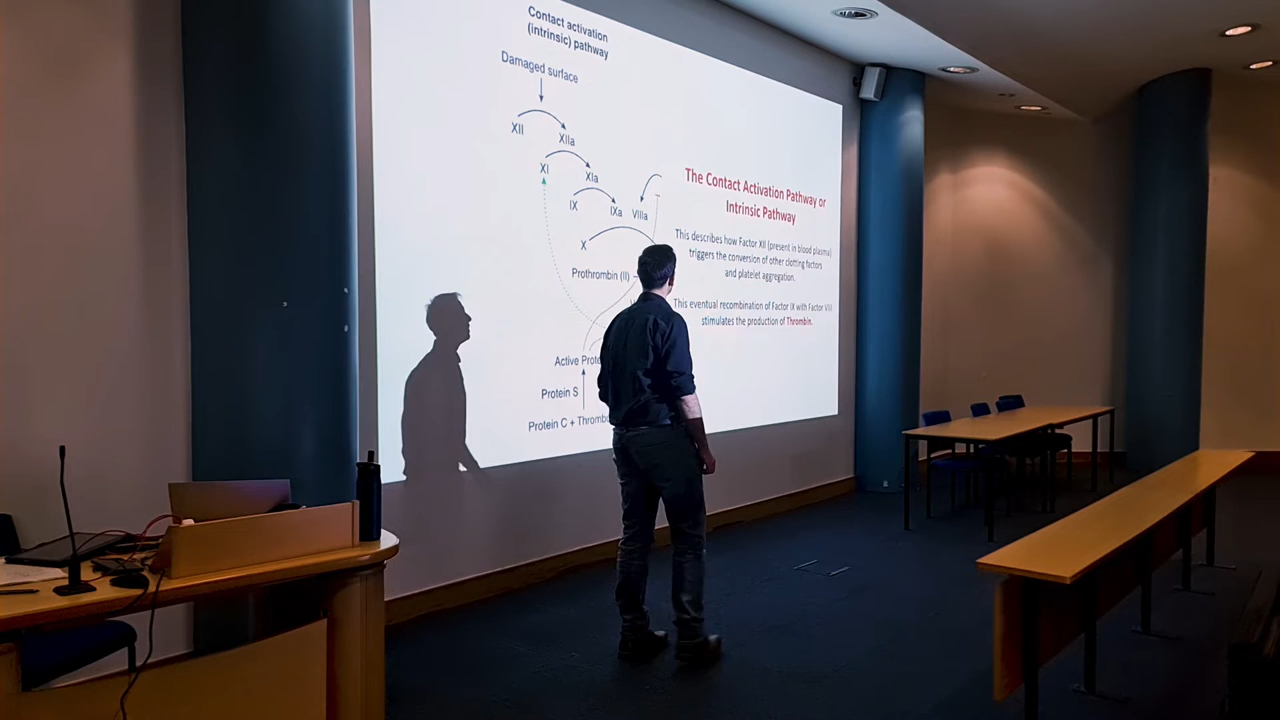 Contact activation
(intrinsic) pathway
Damaged surface
XII
XIIa
XI
XIa
IX
IXa
VIIIa
X
Prothrombin (II)
Active
Protein S
Protein C +
The Contact Activation Pathway or
Intrinsic Pathway
This describes how Factor XII (present in blood plasma)
triggers the conversion of other clotting factors
and platelet aggregation.
This eventual recombination of Factor IX with Factor VIII
stimulates the production of Thrombin.